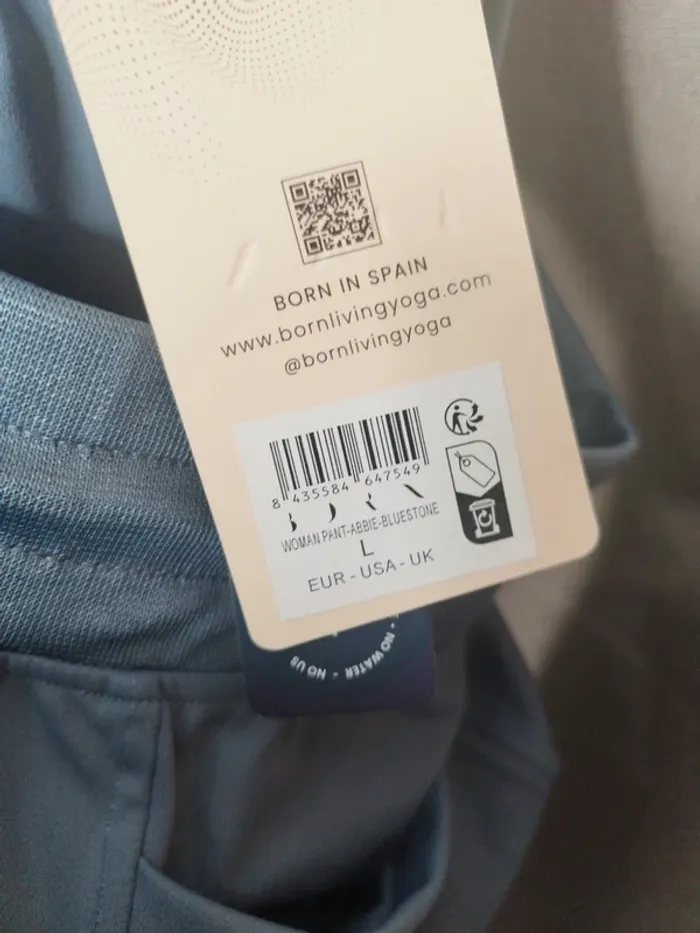 BORN IN SPAIN
www.bornlivingyoga.com
@bornlivingyoga
8 435584 647549
BORN
WOMAN PANT-ABBIE-BLUESTONE
L
EUR - USA - UK
• NO WATER • NO